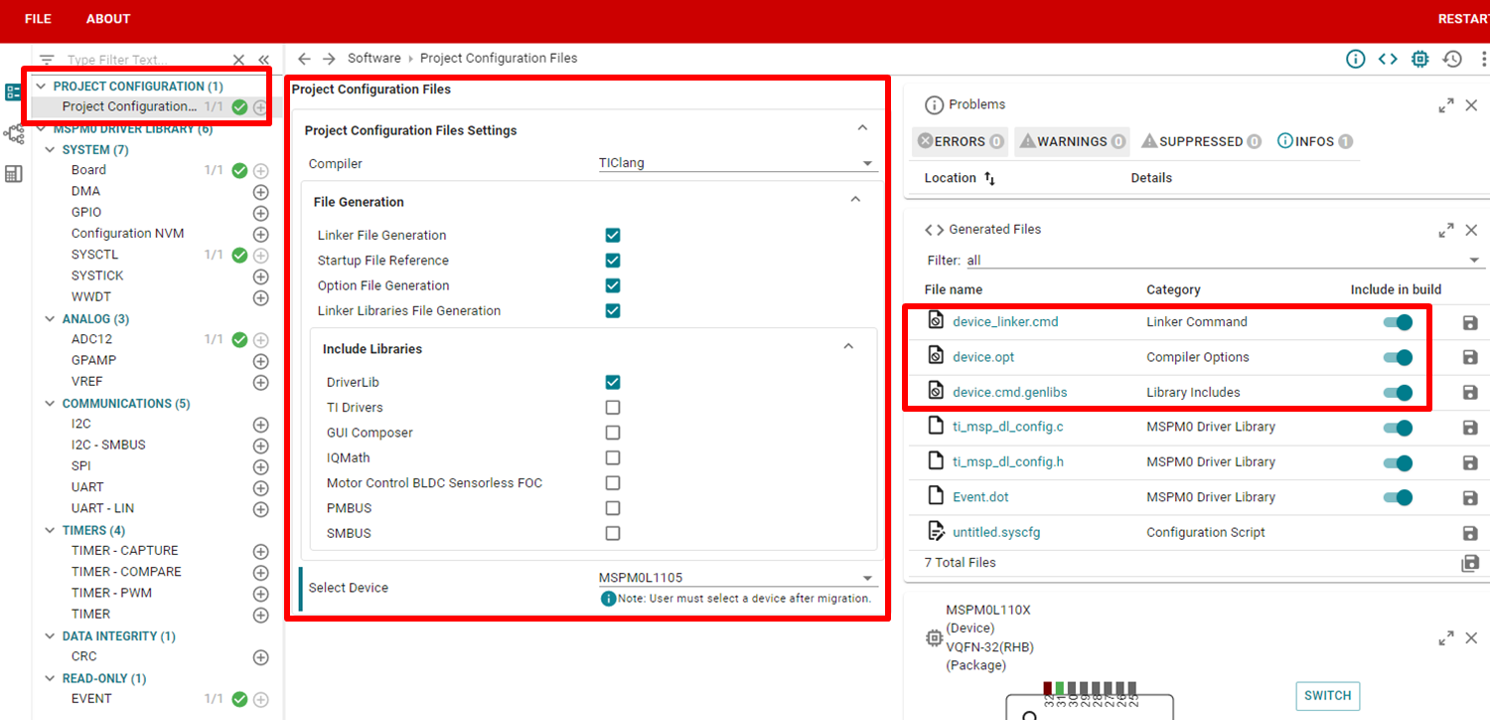 FILE ABOUT RESTART
Type Filter Text...
PROJECT CONFIGURATION (1)
Project Configuration... 1/1
MSPM0 DRIVER LIBRARY (6)
SYSTEM (7)
Board 1/1
DMA
GPIO
Configuration NVM
SYSCTL 1/1
SYSTICK
WWDT
ANALOG (3)
ADC12 1/1
GPAMP
VREF
COMMUNICATIONS (5)
I2C
I2C - SMBUS
SPI
UART
UART - LIN
TIMERS (4)
TIMER - CAPTURE
TIMER - COMPARE
TIMER - PWM
TIMER
DATA INTEGRITY (1)
CRC
READ-ONLY (1)
EVENT 1/1
Software › Project Configuration Files
Project Configuration Files
Project Configuration Files Settings
Compiler TIClang
File Generation
Linker File Generation
Startup File Reference
Option File Generation
Linker Libraries File Generation
Include Libraries
DriverLib
TI Drivers
GUI Composer
IQMath
Motor Control BLDC Sensorless FOC
PMBUS
SMBUS
Select Device MSPM0L1105
Note: User must select a device after migration.
Problems
ERRORS 0 WARNINGS 0 SUPPRESSED 0 INFOS 1
Location Details
Generated Files
Filter: all
File name Category Include in build
device_linker.cmd Linker Command
device.opt Compiler Options
device.cmd.genlibs Library Includes
ti_msp_dl_config.c MSPM0 Driver Library
ti_msp_dl_config.h MSPM0 Driver Library
Event.dot MSPM0 Driver Library
untitled.syscfg Configuration Script
7 Total Files
MSPM0L110X
(Device)
VQFN-32(RHB)
(Package)
32 31 30 29 28 27 26 25
SWITCH